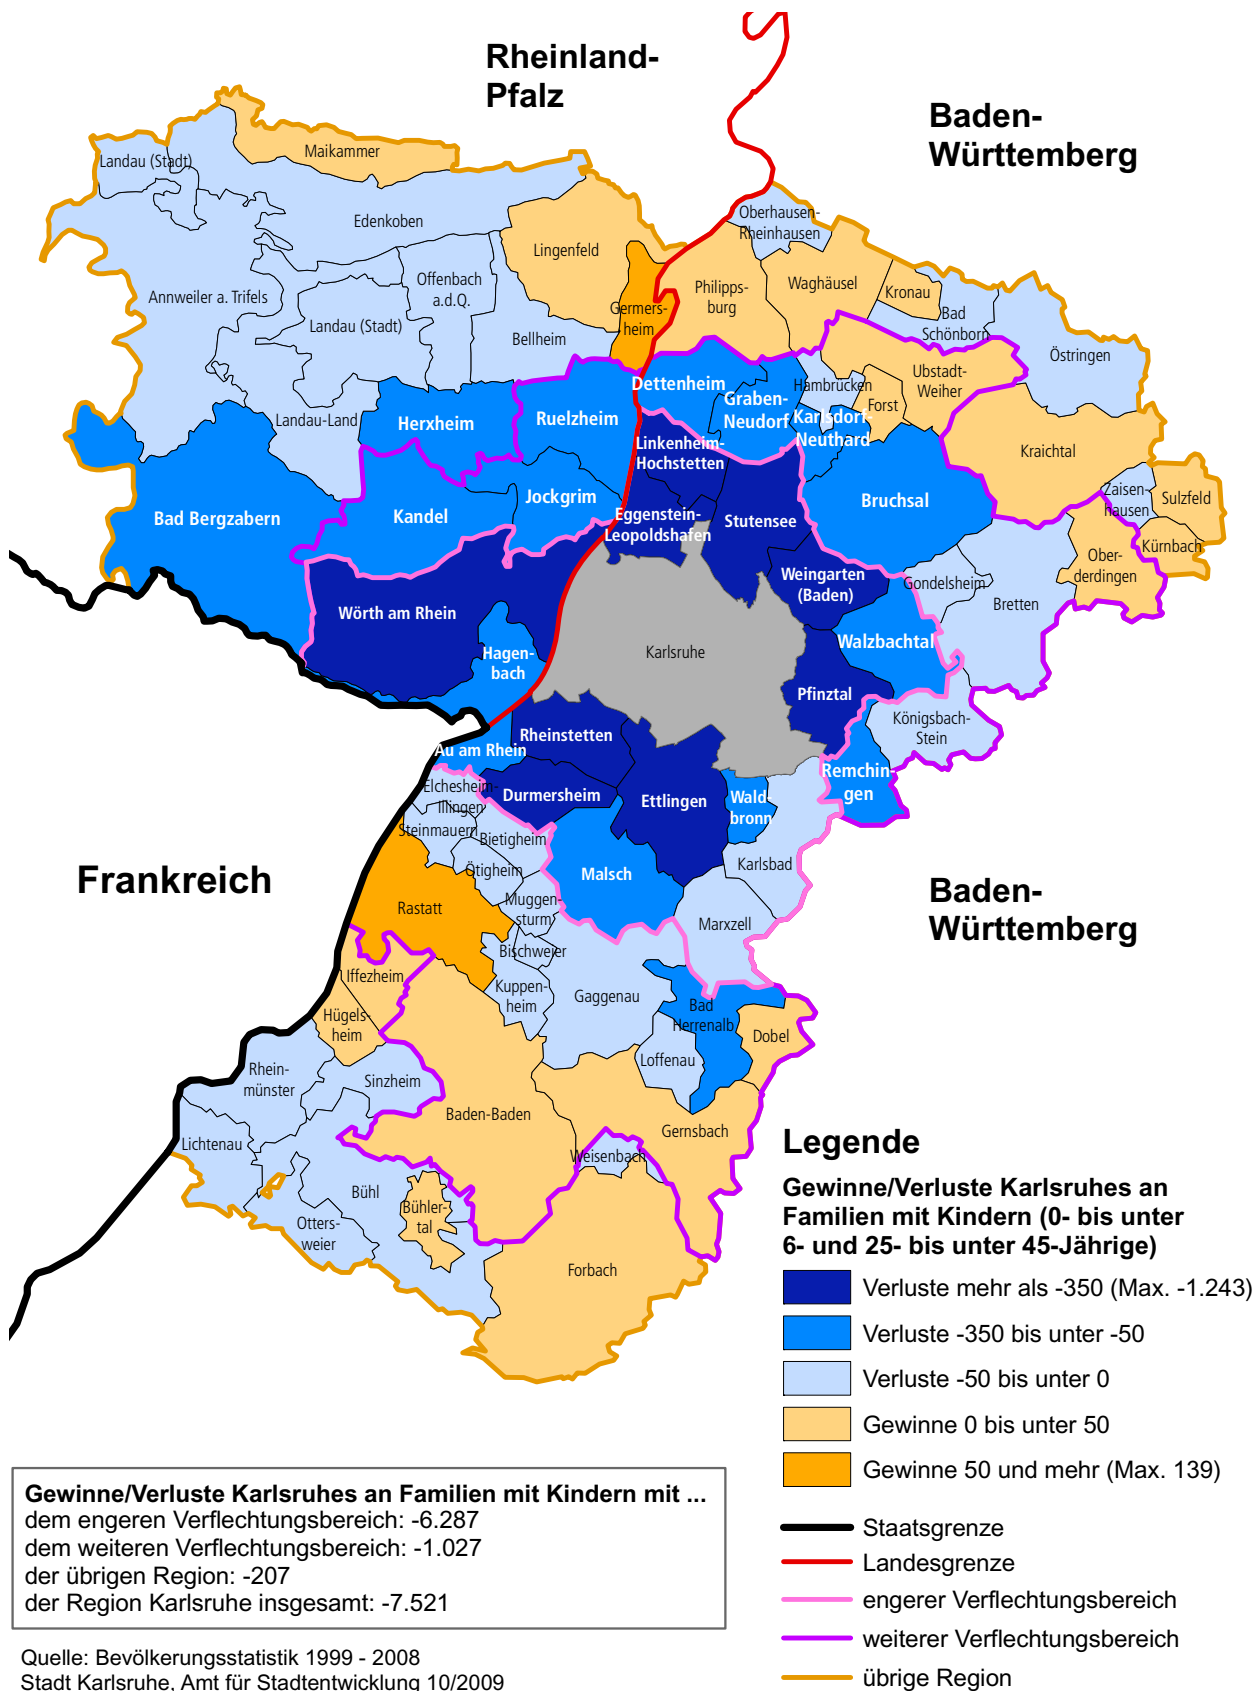 Rheinland-
Pfalz
Baden-
Württemberg
Landau (Stadt)
Maikammer
Edenkoben
Oberhausen-
Rheinhausen
Lingenfeld
Annweiler a. Trifels
Offenbach
a.d.Q.
Landau (Stadt)
Bellheim
Germers-
heim
Philipps-
burg
Waghäusel
Kronau
Bad
Schönborn
Östringen
Landau-Land
Herxheim
Ruelzheim
Dettenheim
Graben-
Neudorf
Hambrücken
Ubstadt-
Weiher
Forst
Karlsdorf-
Neuthard
Kraichtal
Linkenheim-
Hochstetten
Bad Bergzabern
Kandel
Jockgrim
Eggenstein-
Leopoldshafen
Stutensee
Bruchsal
Zaisen-
hausen
Sulzfeld
Kürnbach
Ober-
derdingen
Weingarten
(Baden)
Gondelsheim
Bretten
Wörth am Rhein
Hagen-
bach
Karlsruhe
Walzbachtal
Pfinztal
Königsbach-
Stein
Rheinstetten
Au am Rhein
Remchin-
gen
Durmersheim
Ettlingen
Wald-
bronn
Elchesheim-
Illingen
Steinmauern
Bietigheim
Ötigheim
Malsch
Karlsbad
Frankreich
Baden-
Württemberg
Rastatt
Muggen-
sturm
Marxzell
Bischweier
Iffezheim
Kuppen-
heim
Gaggenau
Bad
Herrenalb
Hügels-
heim
Dobel
Loffenau
Rhein-
münster
Sinzheim
Baden-Baden
Gernsbach
Lichtenau
Weisenbach
Bühl
Bühler-
tal
Otters-
weier
Forbach
Legende
Gewinne/Verluste Karlsruhes an
Familien mit Kindern (0- bis unter
6- und 25- bis unter 45-Jährige)
Verluste mehr als -350 (Max. -1.243)
Verluste -350 bis unter -50
Verluste -50 bis unter 0
Gewinne 0 bis unter 50
Gewinne 50 und mehr (Max. 139)
Staatsgrenze
Landesgrenze
engerer Verflechtungsbereich
weiterer Verflechtungsbereich
übrige Region
Gewinne/Verluste Karlsruhes an Familien mit Kindern mit ...
dem engeren Verflechtungsbereich: -6.287
dem weiteren Verflechtungsbereich: -1.027
der übrigen Region: -207
der Region Karlsruhe insgesamt: -7.521
Quelle: Bevölkerungsstatistik 1999 - 2008
Stadt Karlsruhe, Amt für Stadtentwicklung 10/2009